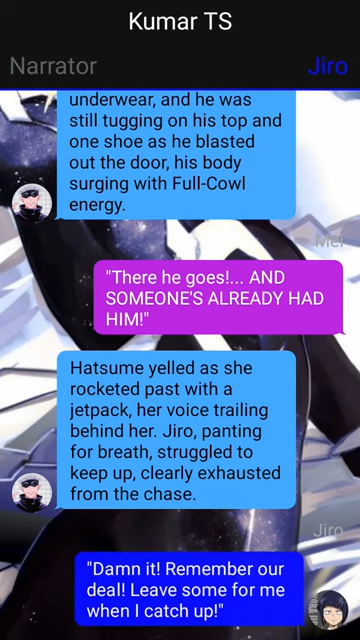 Kumar TS
Narrator
Jiro
underwear, and he was
still tugging on his top and
one shoe as he blasted
out the door, his body
surging with Full-Cowl
energy.
Mei
"There he goes!... AND
SOMEONE'S ALREADY HAD
HIM!"
Hatsume yelled as she
rocketed past with a
jetpack, her voice trailing
behind her. Jiro, panting
for breath, struggled to
keep up, clearly exhausted
from the chase.
Jiro
"Damn it! Remember our
deal! Leave some for me
when I catch up!"